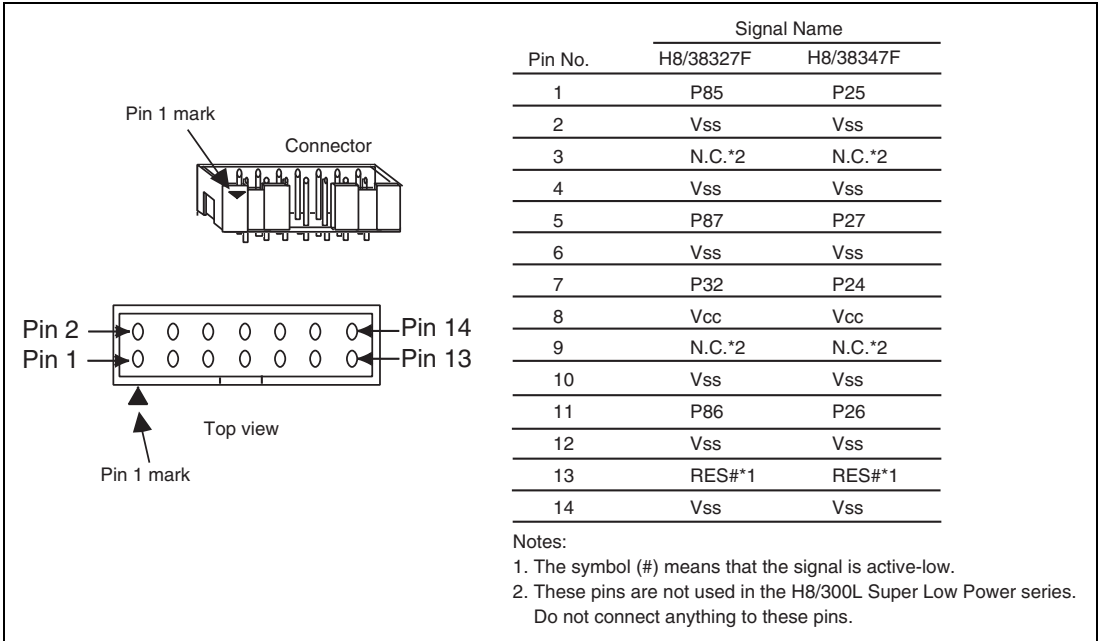 Pin 1 mark
Connector
Pin 2
Pin 14
Pin 1
Pin 13
Top view
Pin 1 mark
Signal Name
Pin No. H8/38327F H8/38347F
1 P85 P25
2 Vss Vss
3 N.C.*2 N.C.*2
4 Vss Vss
5 P87 P27
6 Vss Vss
7 P32 P24
8 Vcc Vcc
9 N.C.*2 N.C.*2
10 Vss Vss
11 P86 P26
12 Vss Vss
13 RES#*1 RES#*1
14 Vss Vss
Notes:
1. The symbol (#) means that the signal is active-low.
2. These pins are not used in the H8/300L Super Low Power series.
Do not connect anything to these pins.